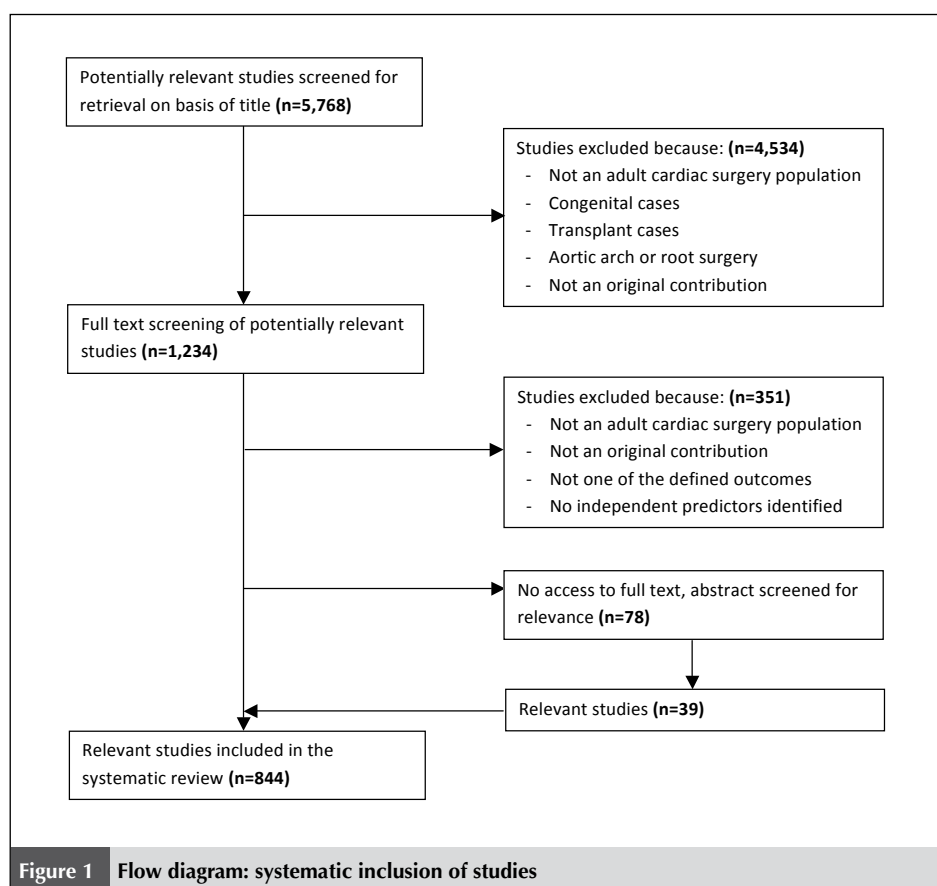 Potentially relevant studies screened for
retrieval on basis of title (n=5,768)
Studies excluded because: (n=4,534)
- Not an adult cardiac surgery population
- Congenital cases
- Transplant cases
- Aortic arch or root surgery
- Not an original contribution
Full text screening of potentially relevant
studies (n=1,234)
Studies excluded because: (n=351)
- Not an adult cardiac surgery population
- Not an original contribution
- Not one of the defined outcomes
- No independent predictors identified
No access to full text, abstract screened for
relevance (n=78)
Relevant studies (n=39)
Relevant studies included in the
systematic review (n=844)
Figure 1 Flow diagram: systematic inclusion of studies